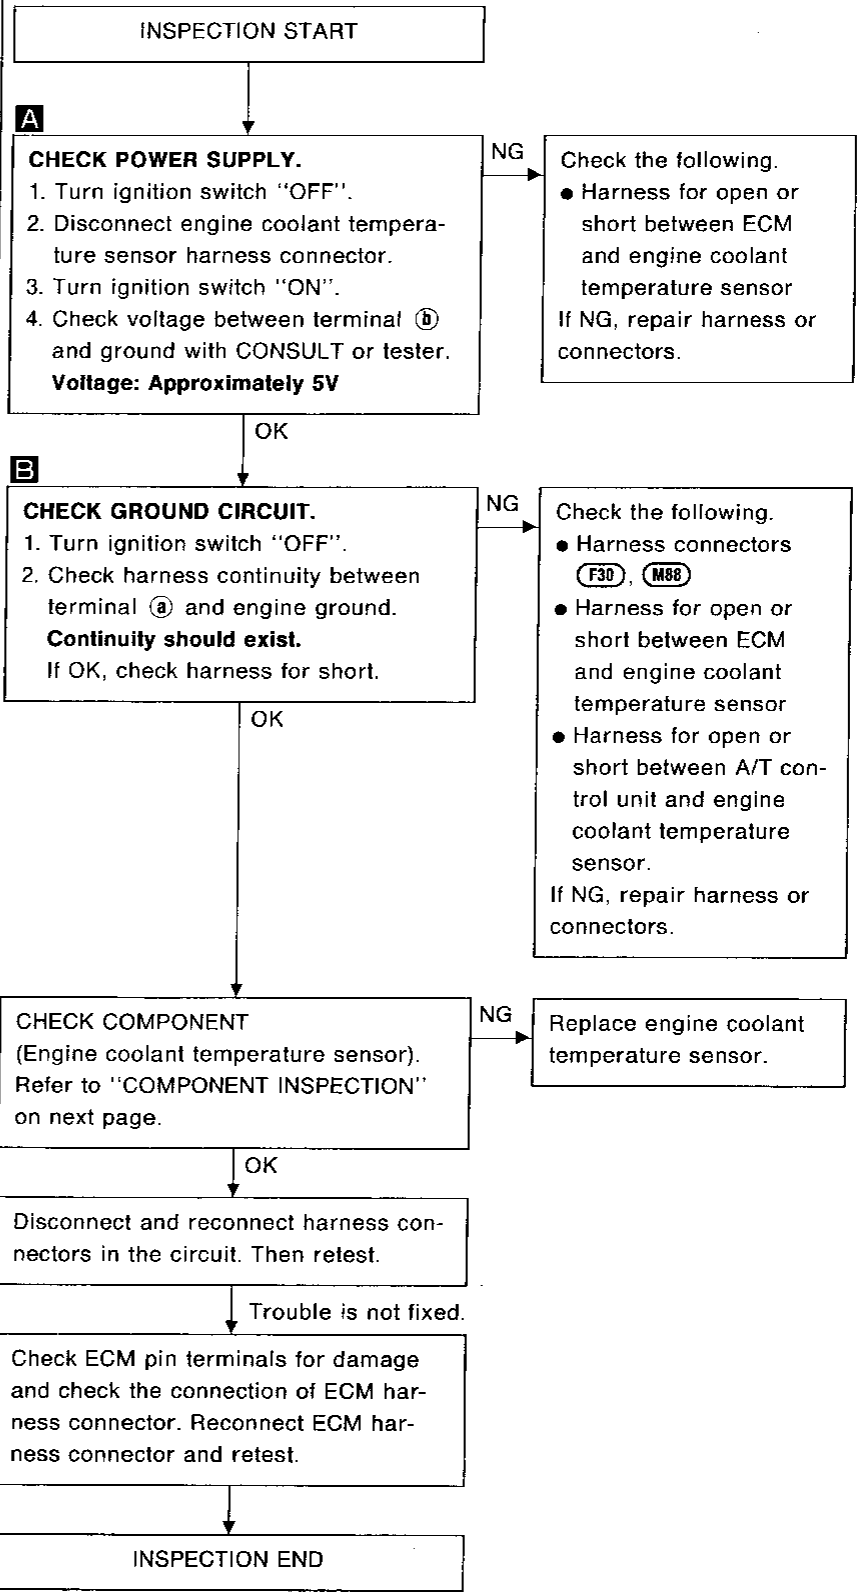 INSPECTION START
A
CHECK POWER SUPPLY.
1. Turn ignition switch "OFF".
2. Disconnect engine coolant tempera-
ture sensor harness connector.
3. Turn ignition switch "ON".
4. Check voltage between terminal ⓑ
and ground with CONSULT or tester.
Voltage: Approximately 5V
NG
Check the following.
● Harness for open or
short between ECM
and engine coolant
temperature sensor
If NG, repair harness or
connectors.
OK
B
CHECK GROUND CIRCUIT.
1. Turn ignition switch "OFF".
2. Check harness continuity between
terminal ⓐ and engine ground.
Continuity should exist.
If OK, check harness for short.
NG
Check the following.
● Harness connectors
F30, M88
● Harness for open or
short between ECM
and engine coolant
temperature sensor
● Harness for open or
short between A/T con-
trol unit and engine
coolant temperature
sensor.
If NG, repair harness or
connectors.
OK
CHECK COMPONENT
(Engine coolant temperature sensor).
Refer to "COMPONENT INSPECTION"
on next page.
NG
Replace engine coolant
temperature sensor.
OK
Disconnect and reconnect harness con-
nectors in the circuit. Then retest.
Trouble is not fixed.
Check ECM pin terminals for damage
and check the connection of ECM har-
ness connector. Reconnect ECM har-
ness connector and retest.
INSPECTION END